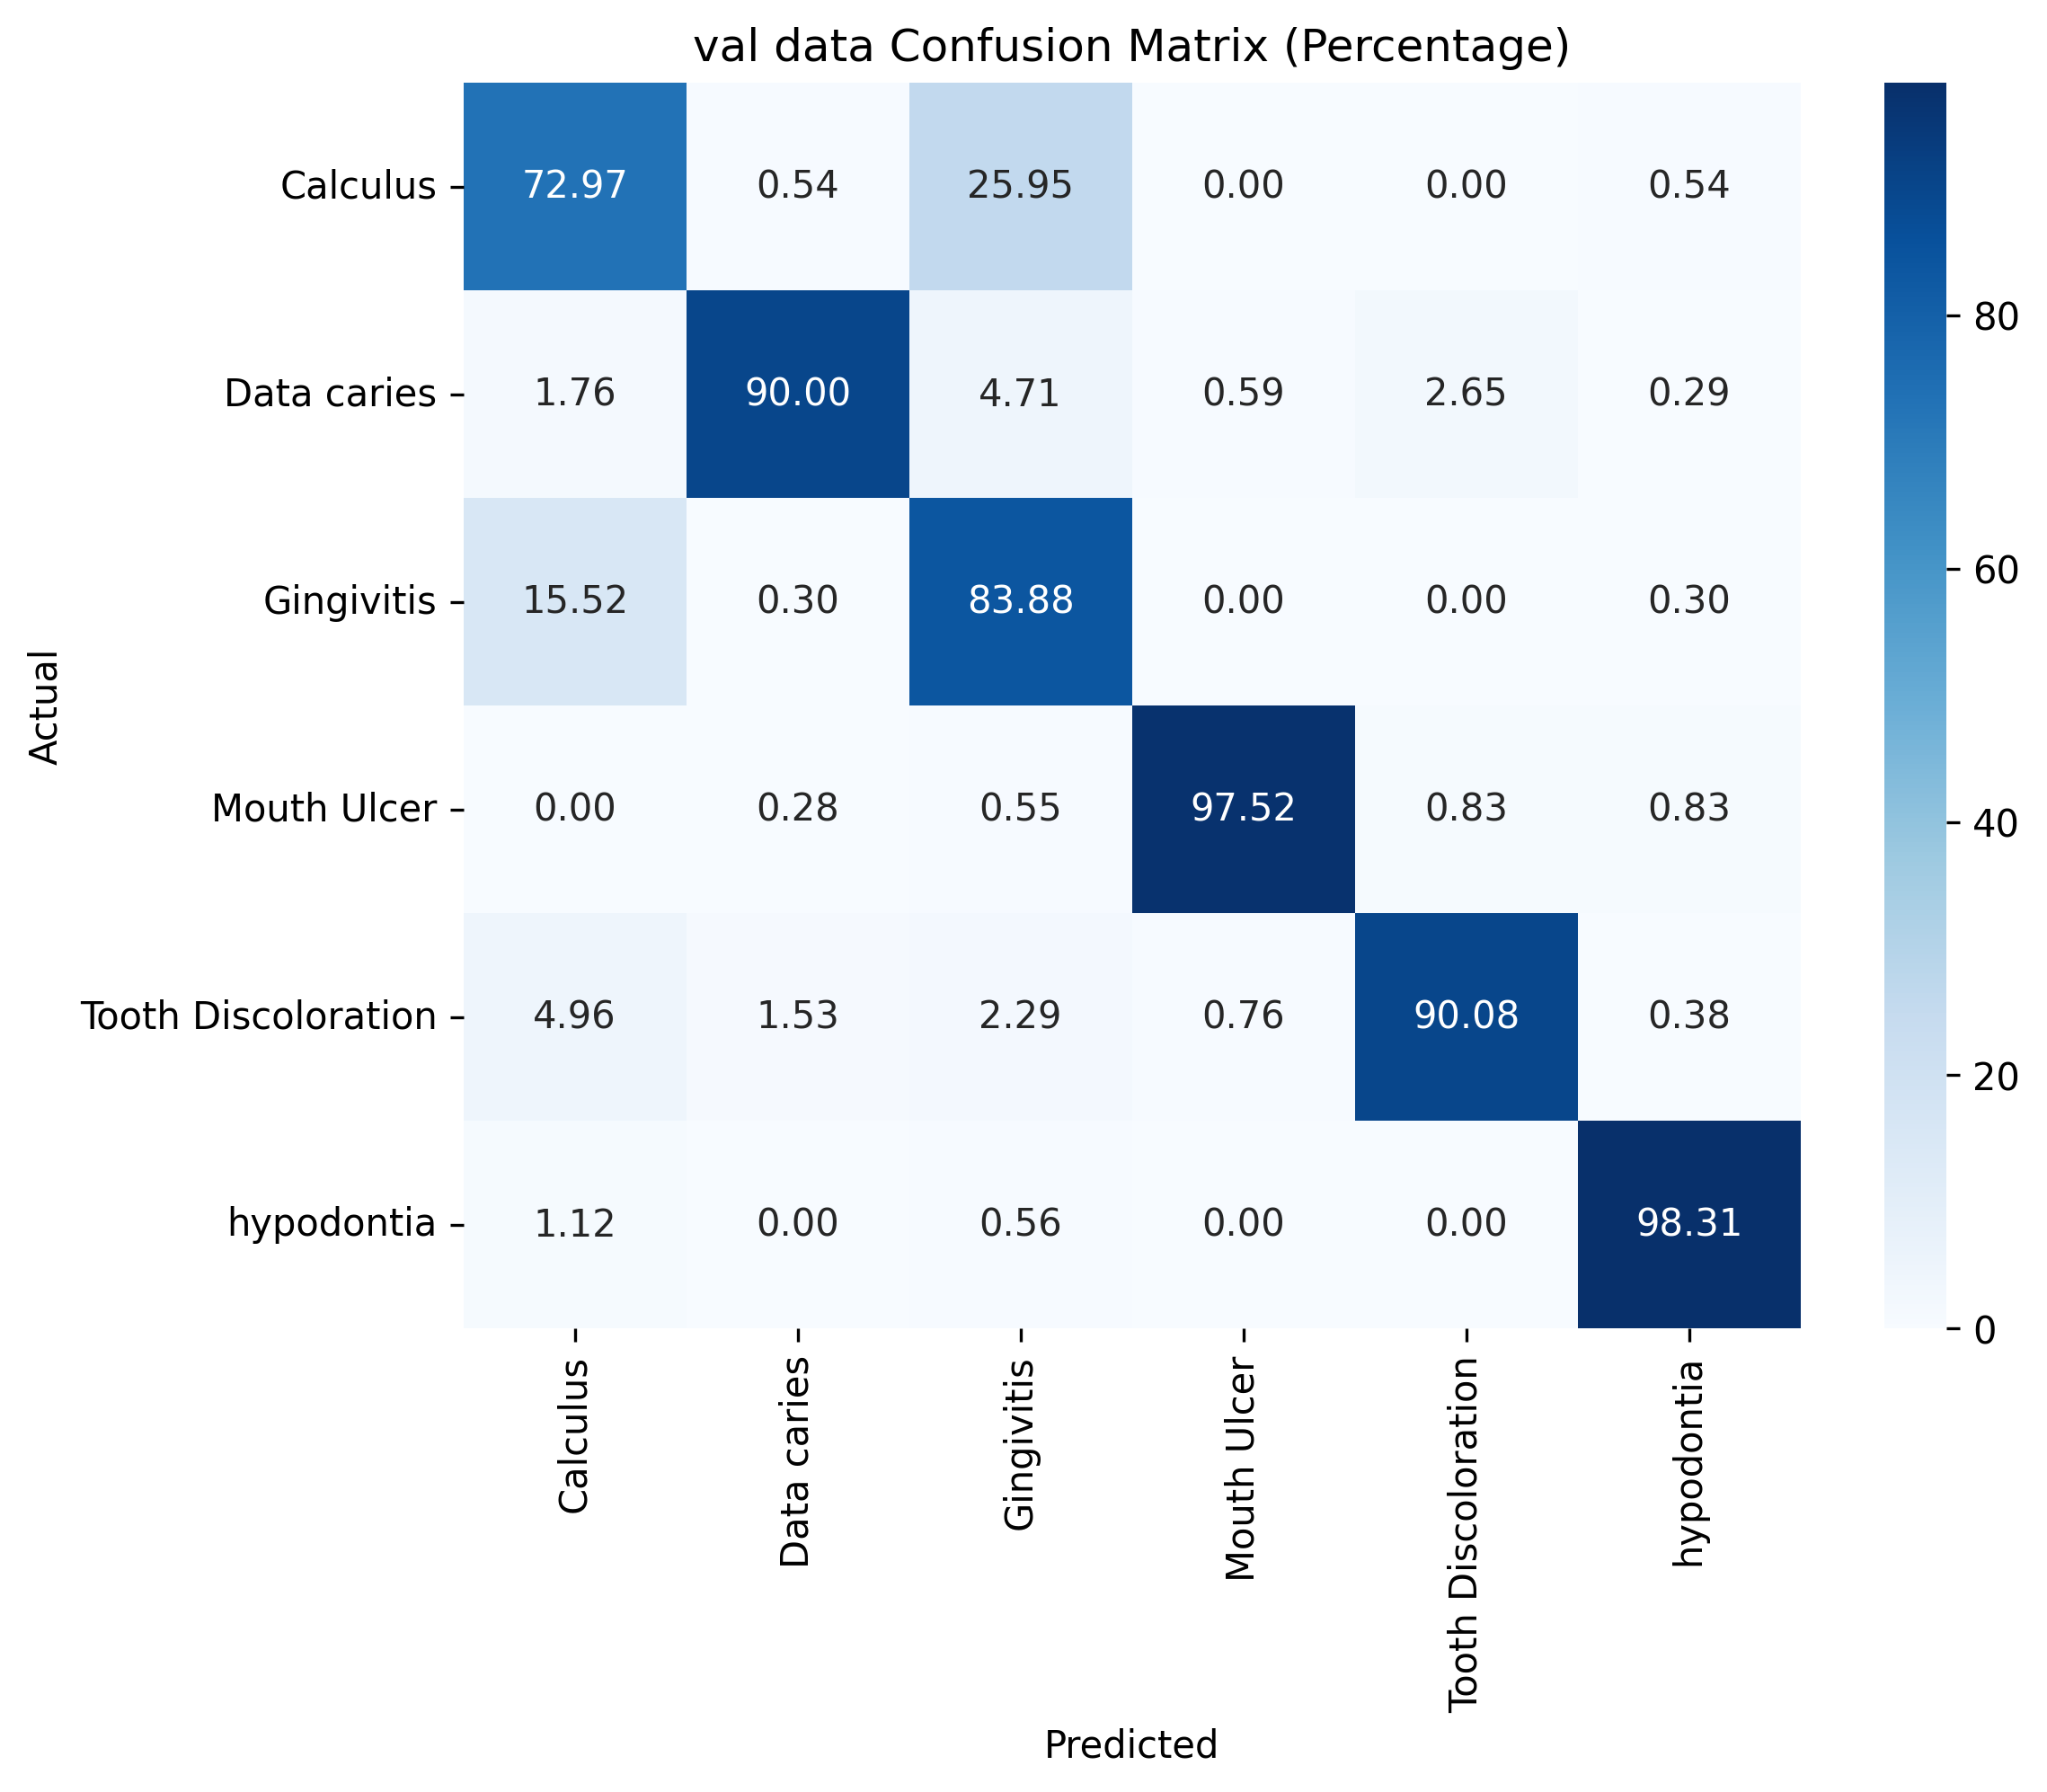 val data Confusion Matrix (Percentage)
Calculus 72.97 0.54 25.95 0.00 0.00 0.54
Data caries 1.76 90.00 4.71 0.59 2.65 0.29
Gingivitis 15.52 0.30 83.88 0.00 0.00 0.30
Mouth Ulcer 0.00 0.28 0.55 97.52 0.83 0.83
Tooth Discoloration 4.96 1.53 2.29 0.76 90.08 0.38
hypodontia 1.12 0.00 0.56 0.00 0.00 98.31
Actual
Calculus
Data caries
Gingivitis
Mouth Ulcer
Tooth Discoloration
hypodontia
Predicted
80
60
40
20
0